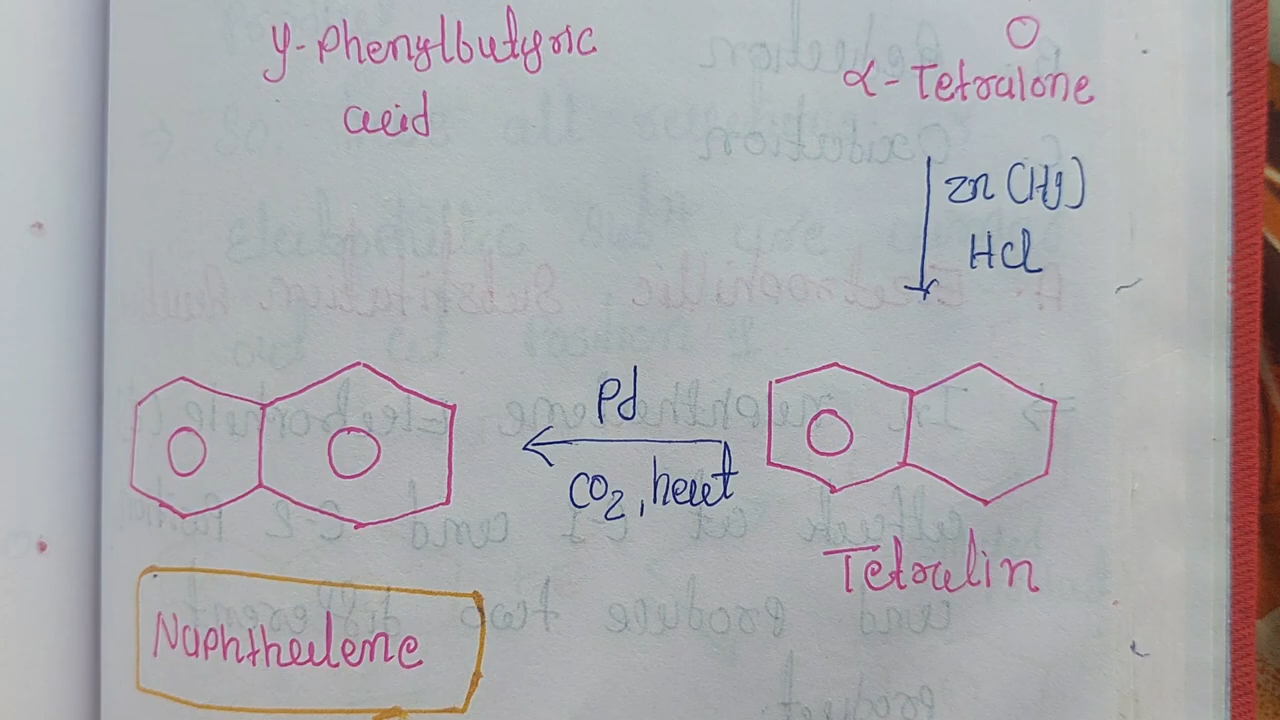 γ-Phenylbutyric
acid
O
α-Tetralone
Zn (Hg)
HCl
Pd
CO2, heat
Tetralin
Naphthalene